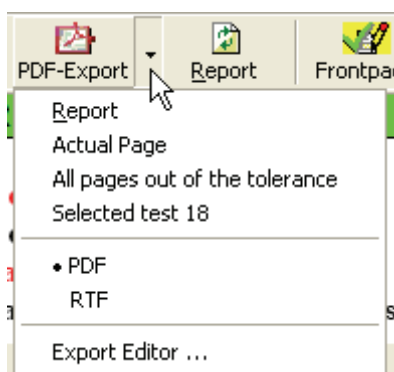 PDF-Export Report Frontpa
Report
Actual Page
All pages out of the tolerance
Selected test 18
• PDF
RTF
Export Editor ...